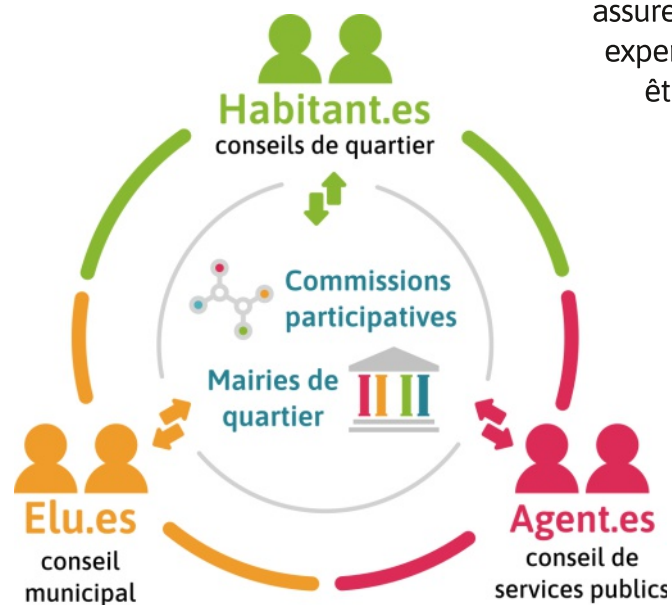 assure
exper
êt
Habitant.es
conseils de quartier
Commissions
participatives
Mairies de
quartier
Elu.es
conseil
municipal
Agent.es
conseil de
services publics